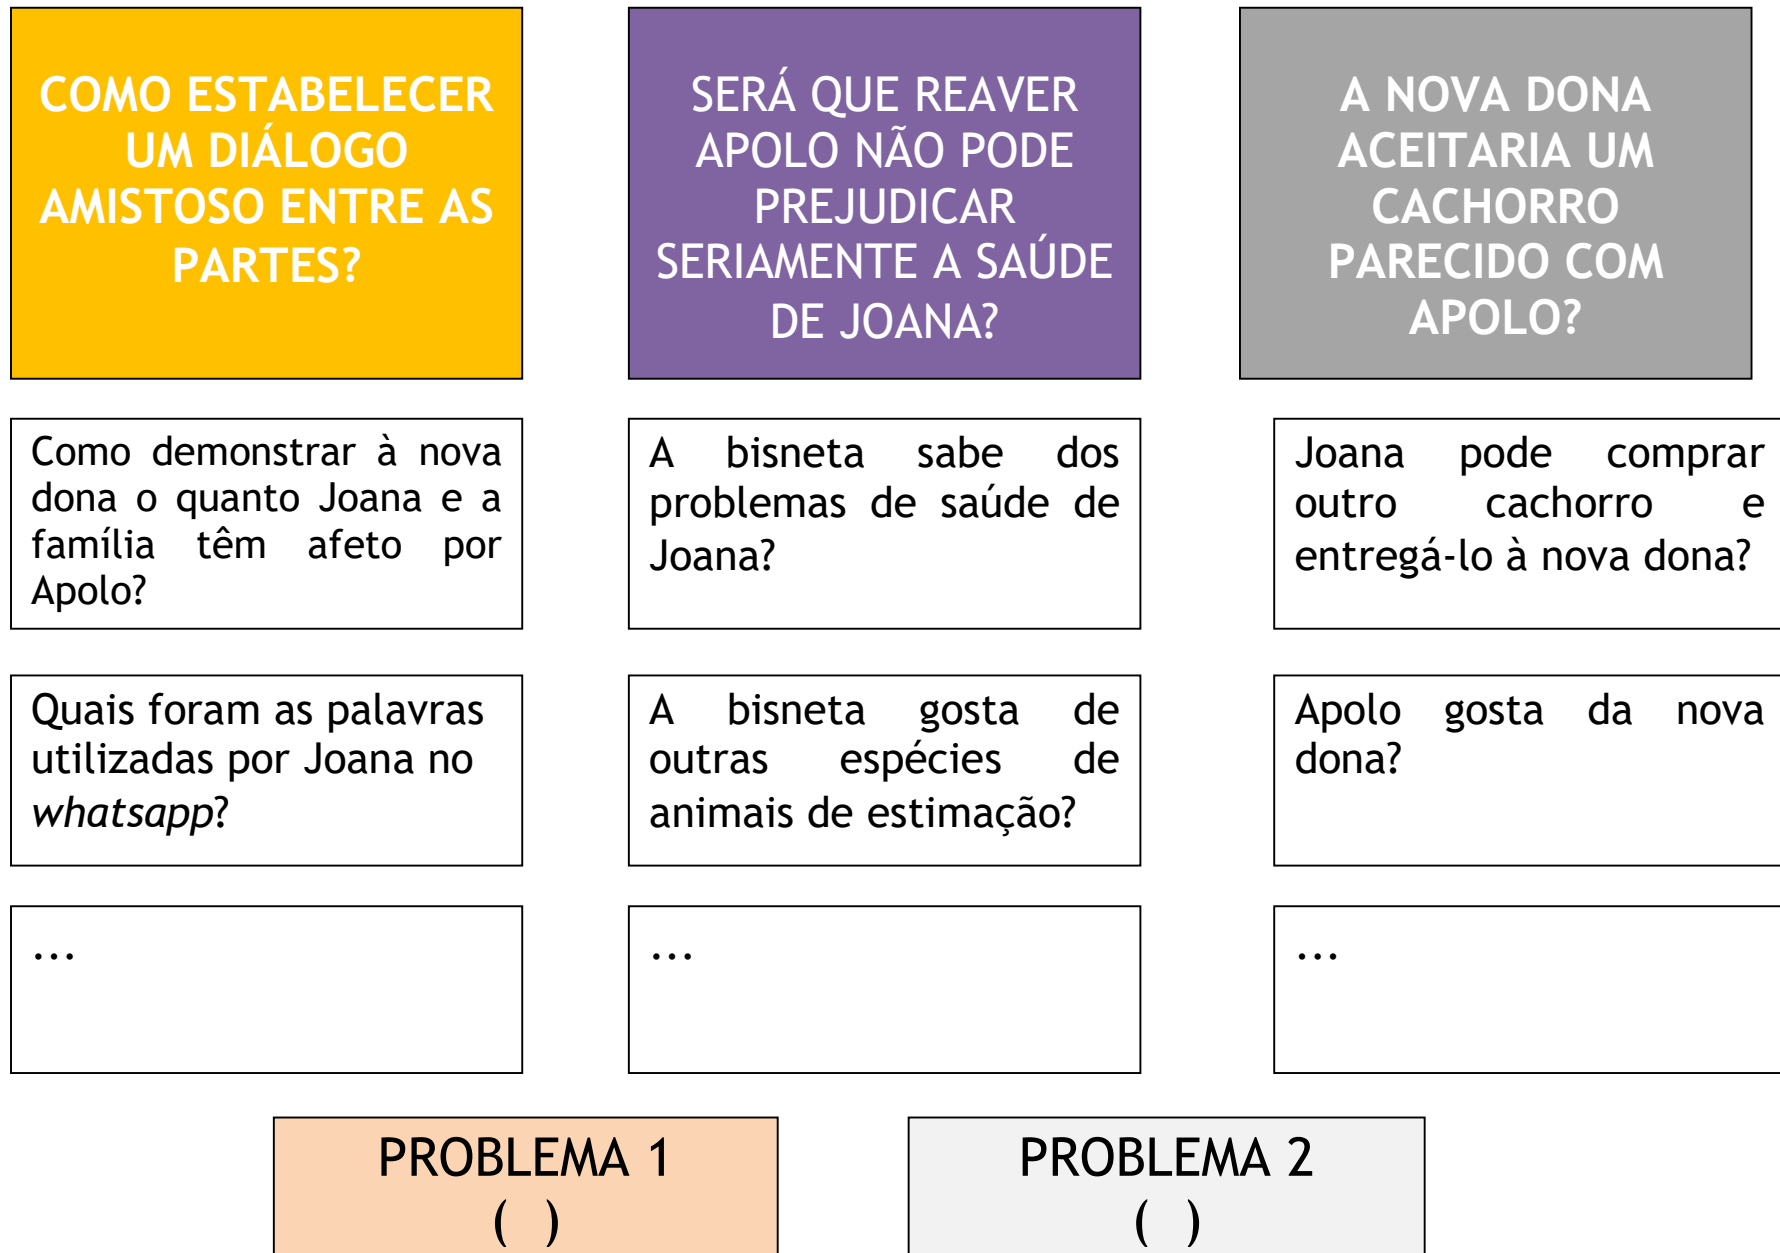 COMO ESTABELECER
UM DIÁLOGO
AMISTOSO ENTRE AS
PARTES?
SERÁ QUE REAVER
APOLO NÃO PODE
PREJUDICAR
SERIAMENTE A SAÚDE
DE JOANA?
A NOVA DONA
ACEITARIA UM
CACHORRO
PARECIDO COM
APOLO?
Como demonstrar à nova
dona o quanto Joana e a
família têm afeto por
Apolo?
A bisneta sabe dos
problemas de saúde de
Joana?
Joana pode comprar
outro cachorro e
entregá-lo à nova dona?
Quais foram as palavras
utilizadas por Joana no
whatsapp?
A bisneta gosta de
outras espécies de
animais de estimação?
Apolo gosta da nova
dona?
...
...
...
PROBLEMA 1
( )
PROBLEMA 2
( )